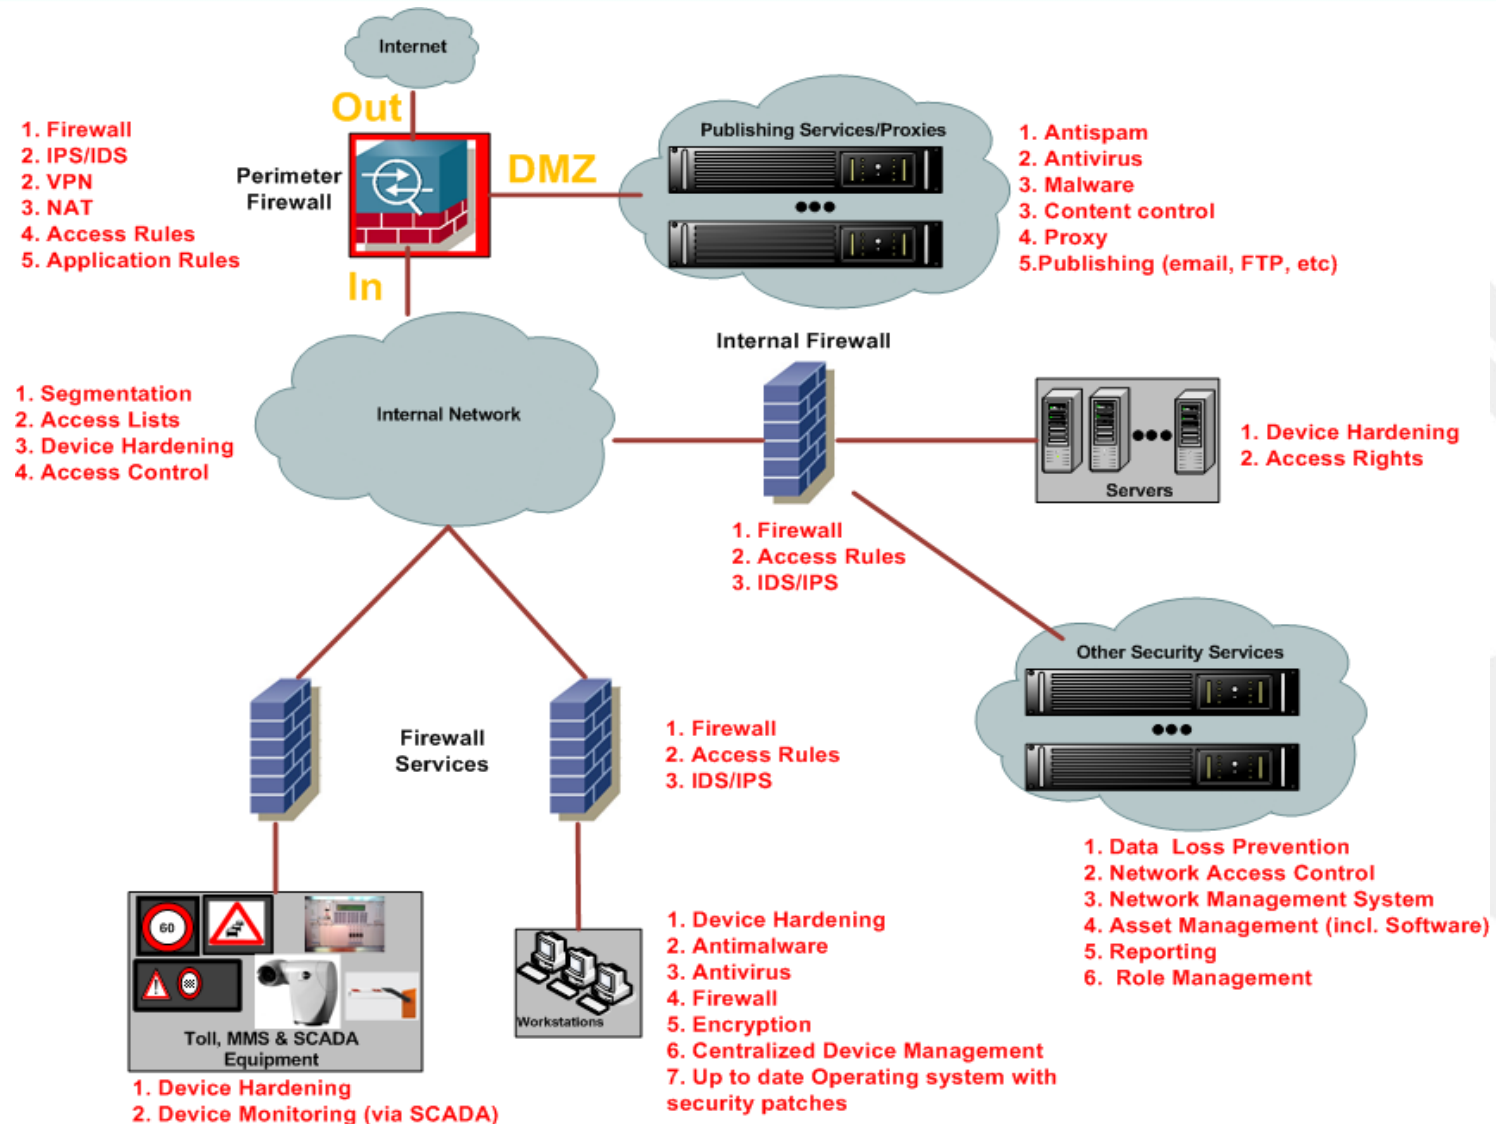 Internet
Out
1. Firewall
2. IPS/IDS
2. VPN
3. NAT
4. Access Rules
5. Application Rules
Perimeter
Firewall
DMZ
In
Publishing Services/Proxies
1. Antispam
2. Antivirus
3. Malware
3. Content control
4. Proxy
5.Publishing (email, FTP, etc)
Internal Network
1. Segmentation
2. Access Lists
3. Device Hardening
4. Access Control
Internal Firewall
1. Firewall
2. Access Rules
3. IDS/IPS
Servers
1. Device Hardening
2. Access Rights
Other Security Services
1. Data Loss Prevention
2. Network Access Control
3. Network Management System
4. Asset Management (incl. Software)
5. Reporting
6. Role Management
Firewall
Services
1. Firewall
2. Access Rules
3. IDS/IPS
60
Toll, MMS & SCADA
Equipment
1. Device Hardening
2. Device Monitoring (via SCADA)
Workstations
1. Device Hardening
2. Antimalware
3. Antivirus
4. Firewall
5. Encryption
6. Centralized Device Management
7. Up to date Operating system with
security patches